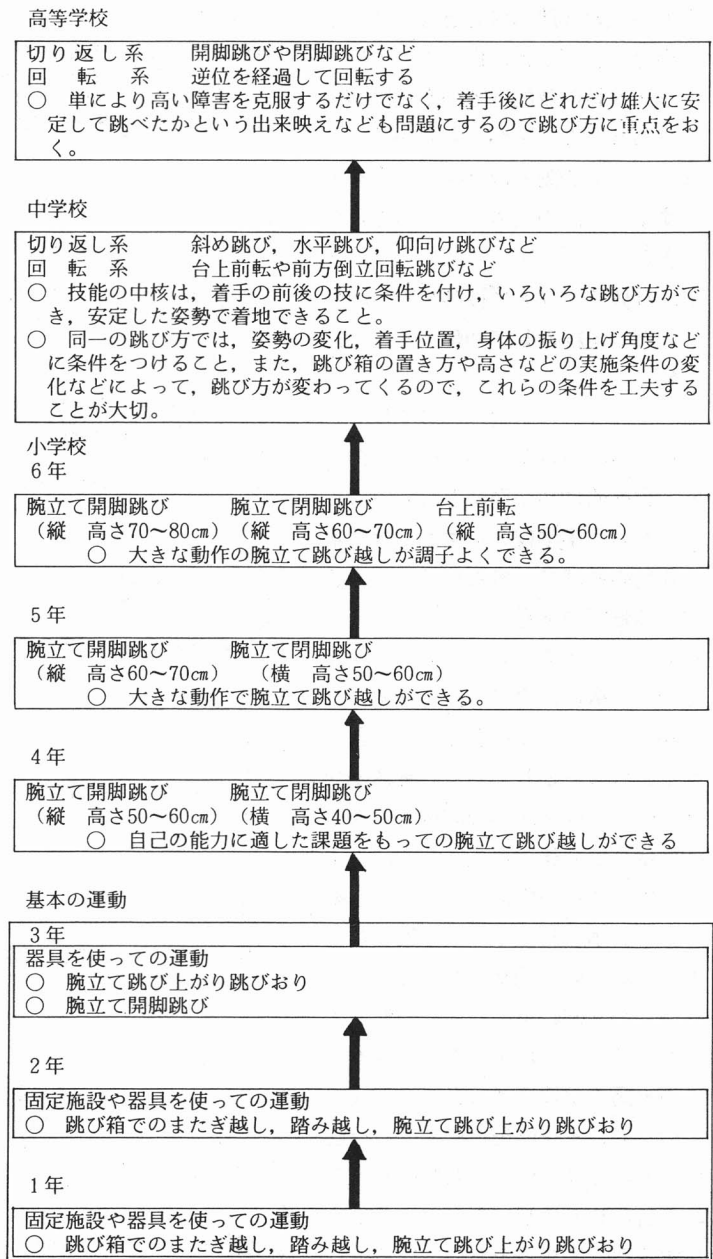 高等学校
切り返し系　開脚跳びや閉脚跳びなど
回　転　系　逆位を経過して回転する
○　単により高い障害を克服するだけでなく，着手後にどれだけ雄大に安
定して跳べたかという出来映えなども問題にするので跳び方に重点をお
く。
中学校
切り返し系　斜め跳び，水平跳び，仰向け跳びなど
回　転　系　台上前転や前方倒立回転跳びなど
○　技能の中核は，着手の前後の技に条件を付け，いろいろな跳び方がで
き，安定した姿勢で着地できること。
○　同一の跳び方では，姿勢の変化，着手位置，身体の振り上げ角度など
に条件をつけること，また，跳び箱の置き方や高さなどの実施条件の変
化などによって，跳び方が変わってくるので，これらの条件を工夫する
ことが大切。
小学校
6年
腕立て開脚跳び　腕立て閉脚跳び　台上前転
（縦　高さ70〜80㎝）（縦　高さ60〜70㎝）（縦　高さ50〜60㎝）
○　大きな動作の腕立て跳び越しが調子よくできる。
5年
腕立て開脚跳び　腕立て閉脚跳び
（縦　高さ60〜70㎝）　（横　高さ50〜60㎝）
○　大きな動作で腕立て跳び越しができる。
4年
腕立て開脚跳び　腕立て閉脚跳び
（縦　高さ50〜60㎝）（横　高さ40〜50㎝）
○　自己の能力に適した課題をもっての腕立て跳び越しができる
基本の運動
3年
器具を使っての運動
○　腕立て跳び上がり跳びおり
○　腕立て開脚跳び
2年
固定施設や器具を使っての運動
○　跳び箱でのまたぎ越し，踏み越し，腕立て跳び上がり跳びおり
1年
固定施設や器具を使っての運動
○　跳び箱でのまたぎ越し，踏み越し，腕立て跳び上がり跳びおり